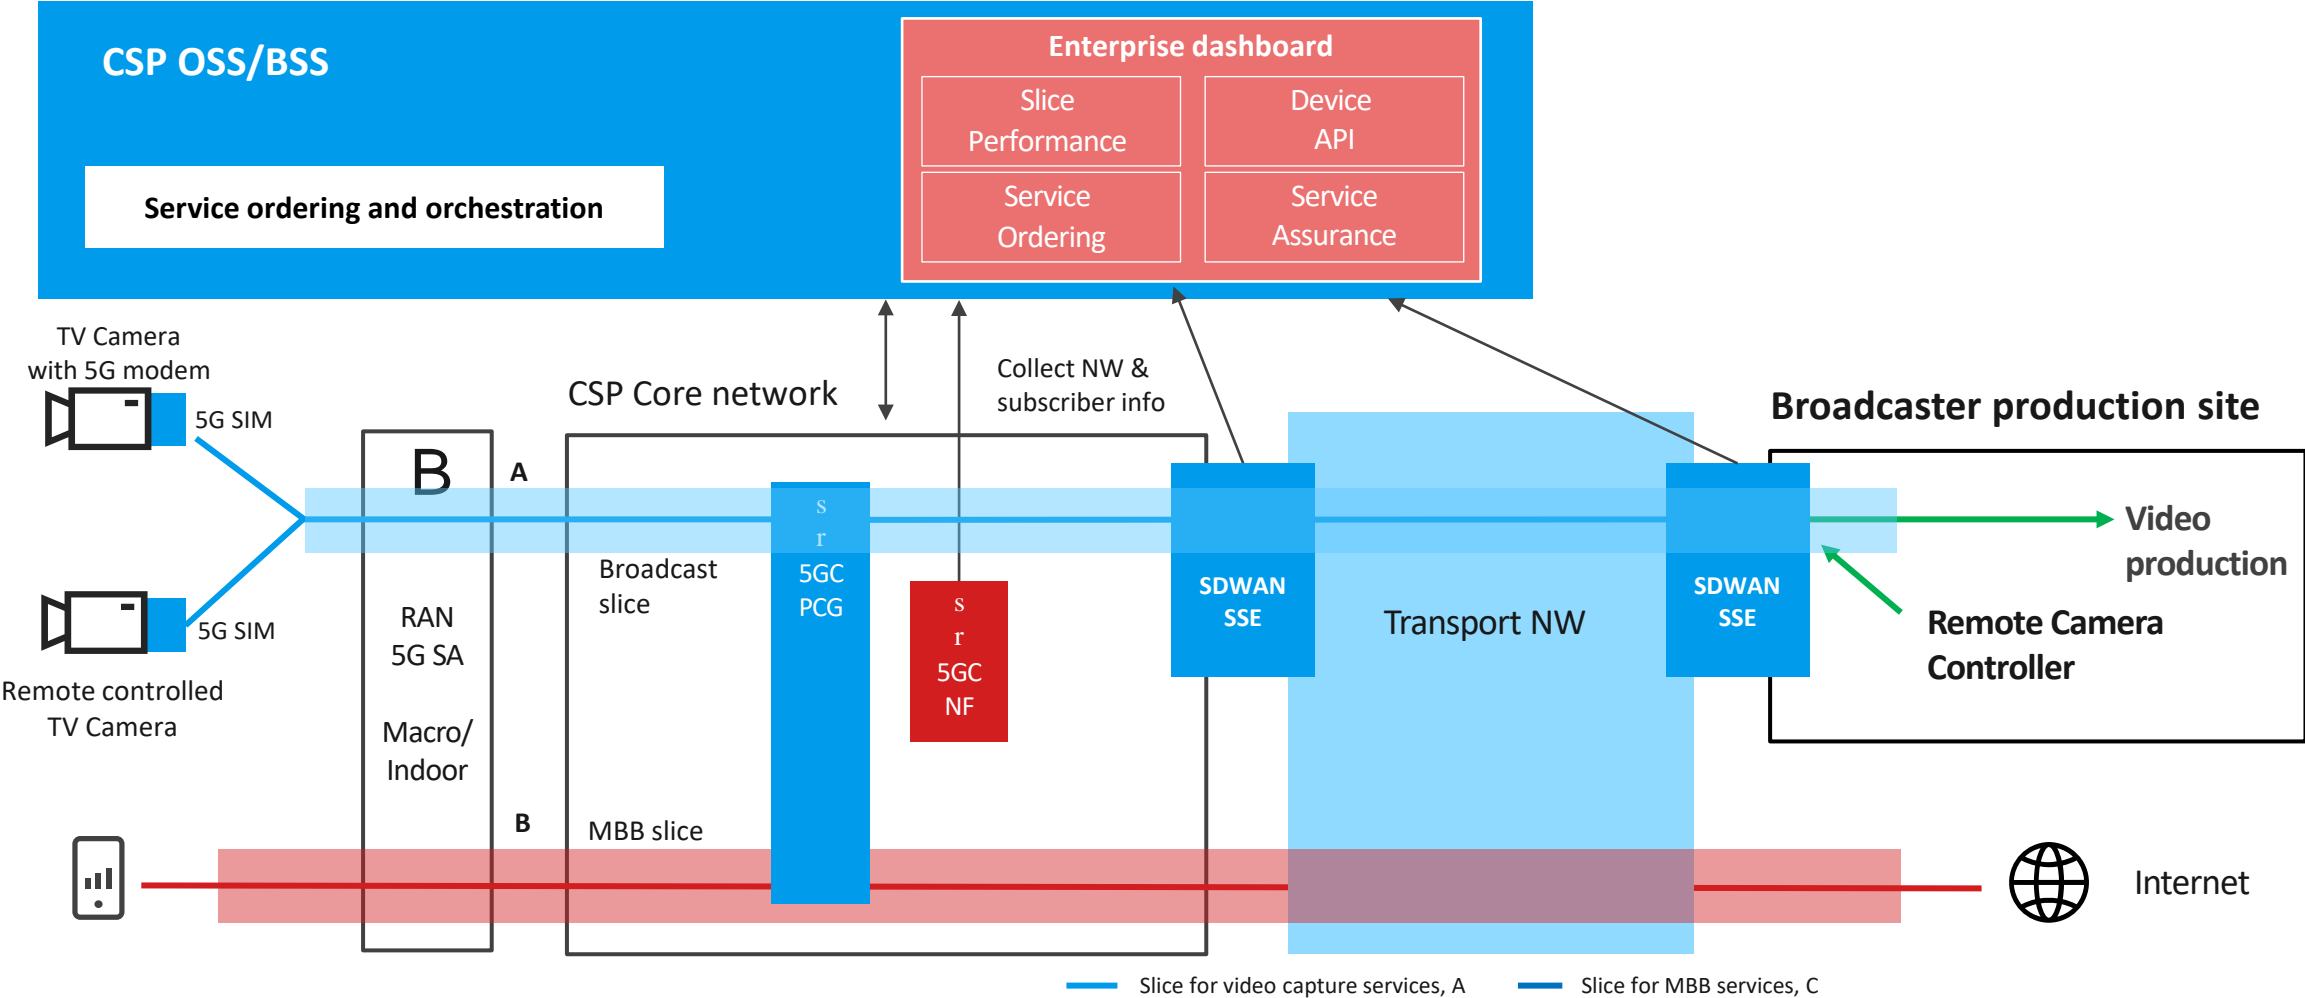 CSP OSS/BSS
Service ordering and orchestration
Enterprise dashboard
Slice
Performance
Device
API
Service
Ordering
Service
Assurance
TV Camera
with 5G modem
5G SIM
5G SIM
Remote controlled
TV Camera
CSP Core network
Collect NW &
subscriber info
B
RAN
5G SA
Macro/
Indoor
A
B
Broadcast
slice
MBB slice
s
r
5GC
PCG
s
r
5GC
NF
SDWAN
SSE
Transport NW
SDWAN
SSE
Broadcaster production site
Video
production
Remote Camera
Controller
Internet
Slice for video capture services, A
Slice for MBB services, C